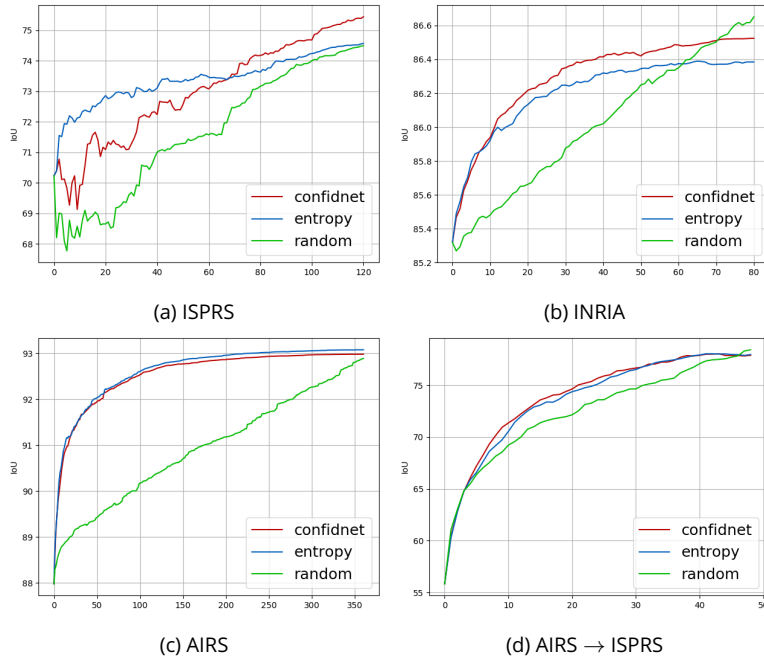 75
74
73
72
71
70
69
68
IoU
0 20 40 60 80 100 120
confidnet
entropy
random
(a) ISPRS
86.6
86.4
86.2
86.0
85.8
85.6
85.4
85.2
IoU
0 10 20 30 40 50 60 70 80
confidnet
entropy
random
(b) INRIA
93
92
91
90
89
88
IoU
0 50 100 150 200 250 300 350
confidnet
entropy
random
(c) AIRS
75
70
65
60
55
IoU
0 10 20 30 40 50
confidnet
entropy
random
(d) AIRS → ISPRS